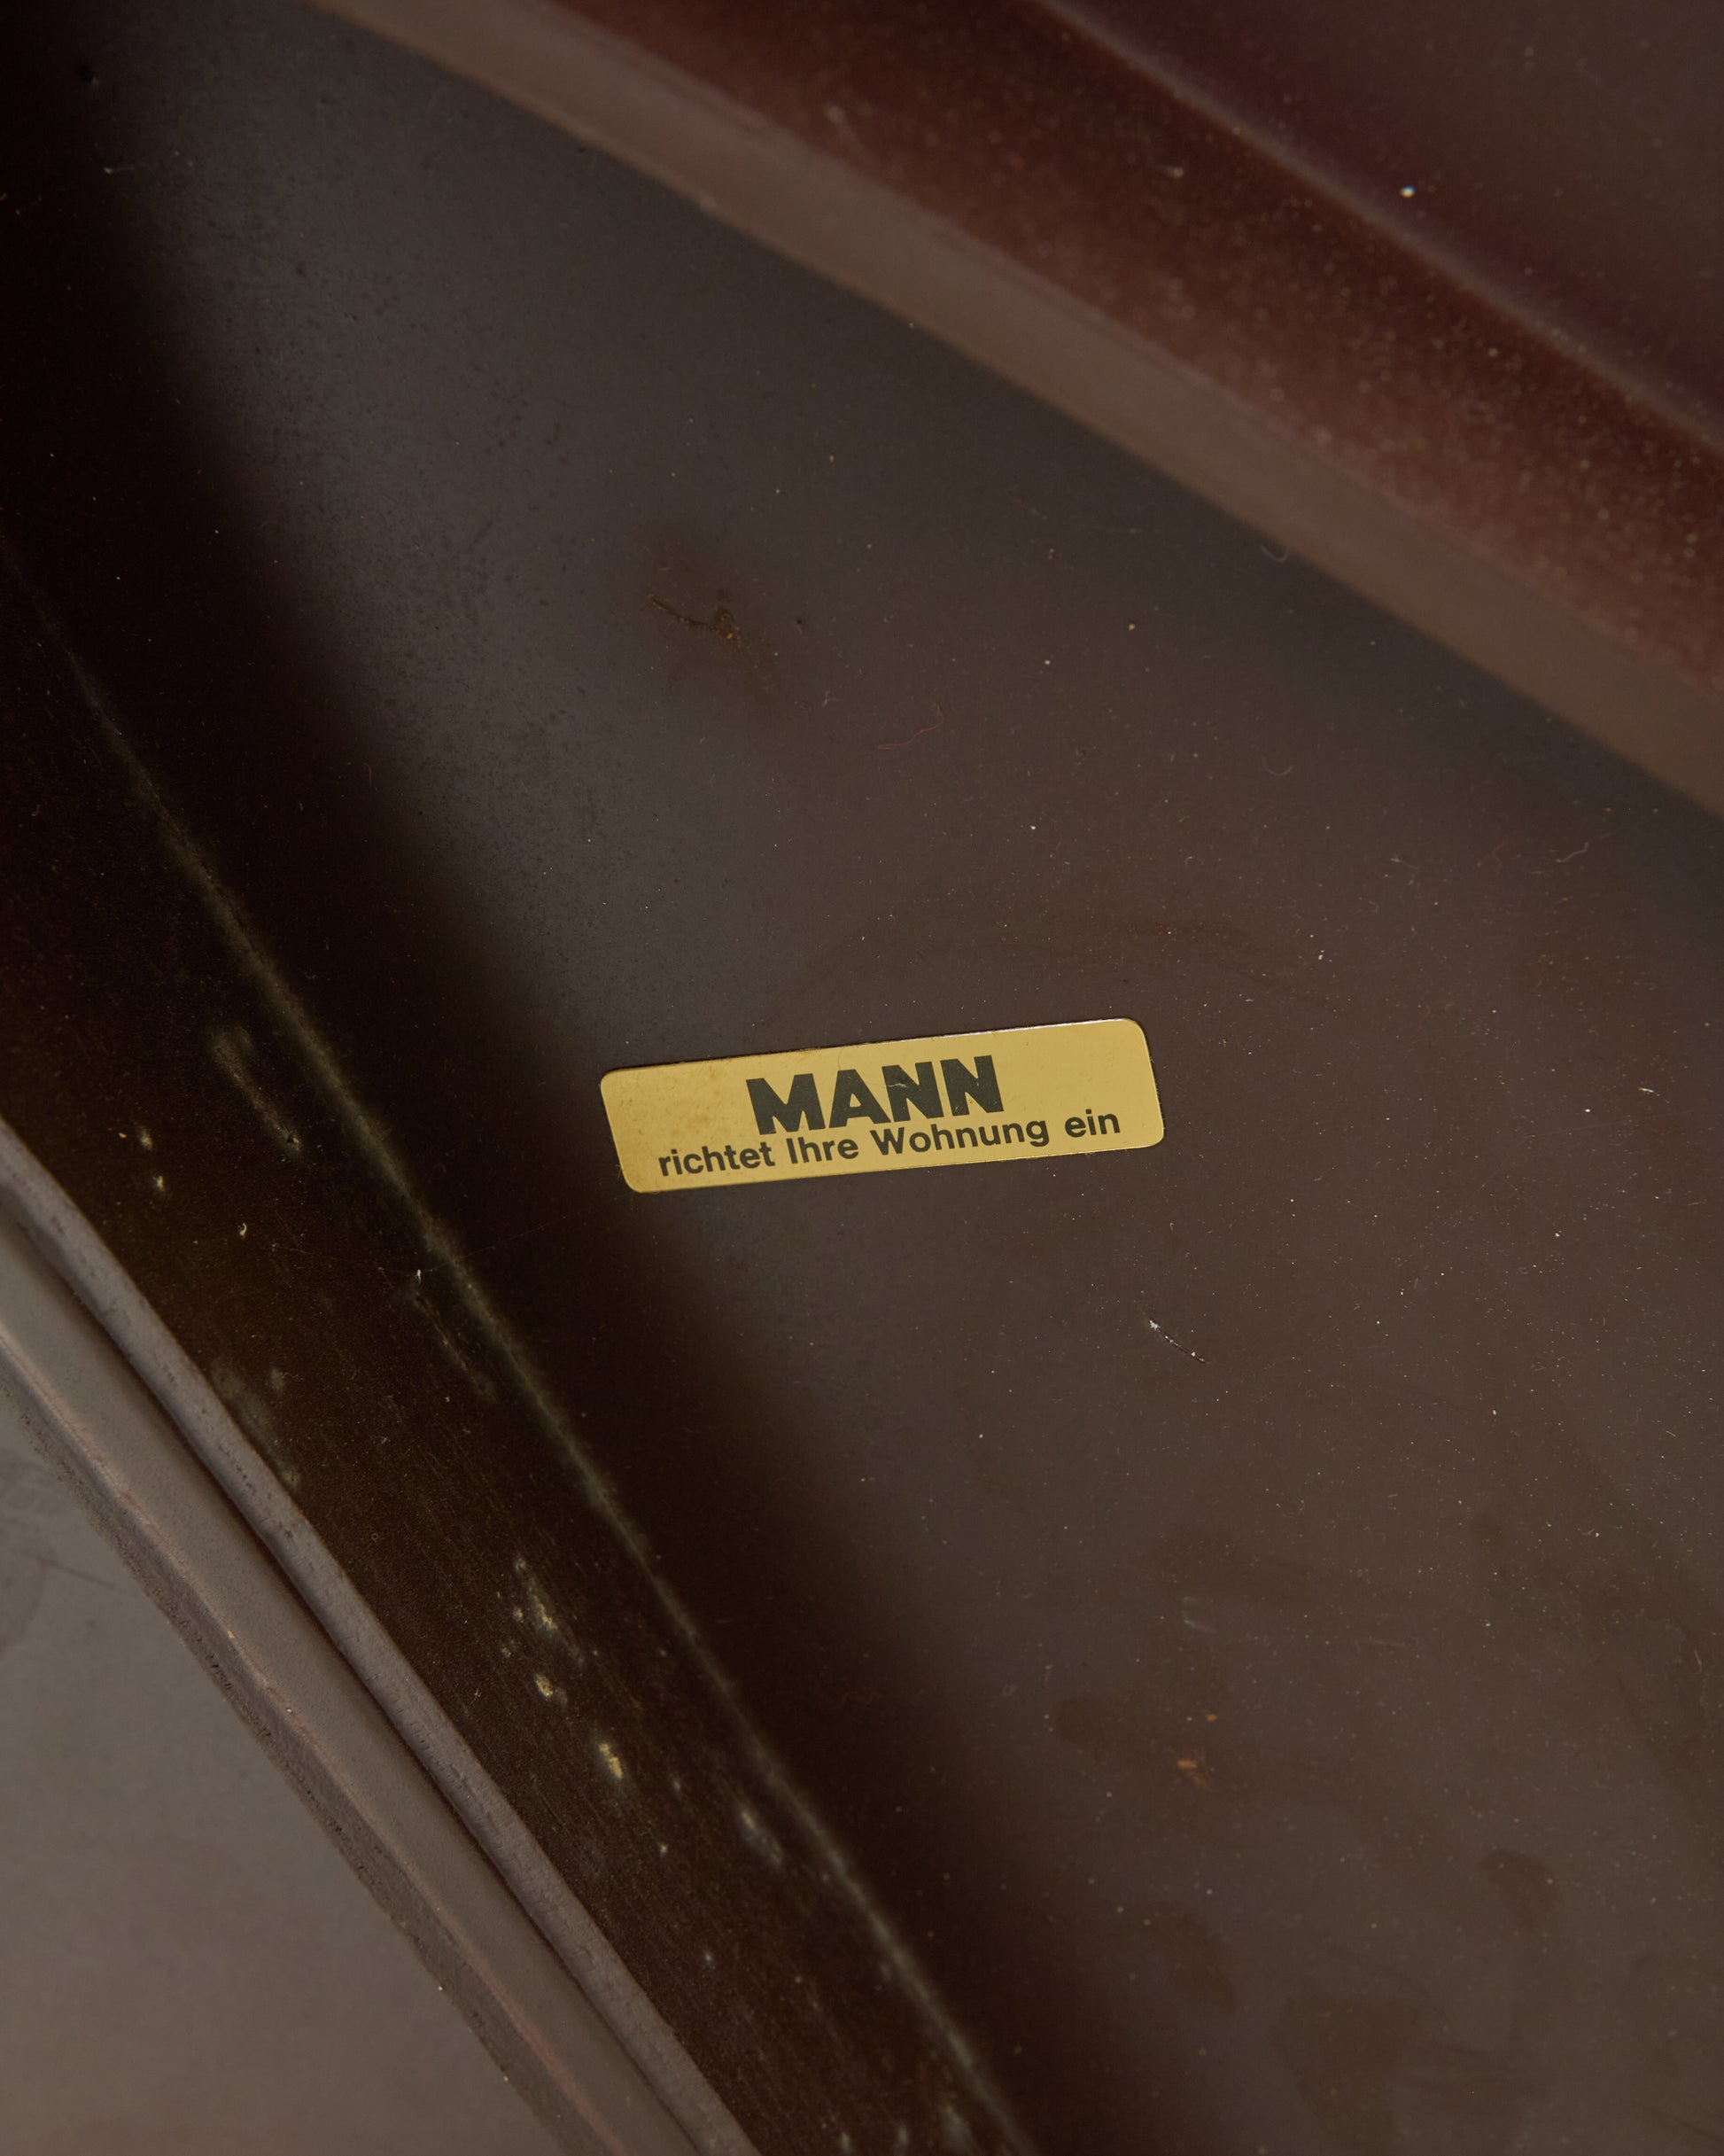 MANN
richtet Ihre Wohnung ein